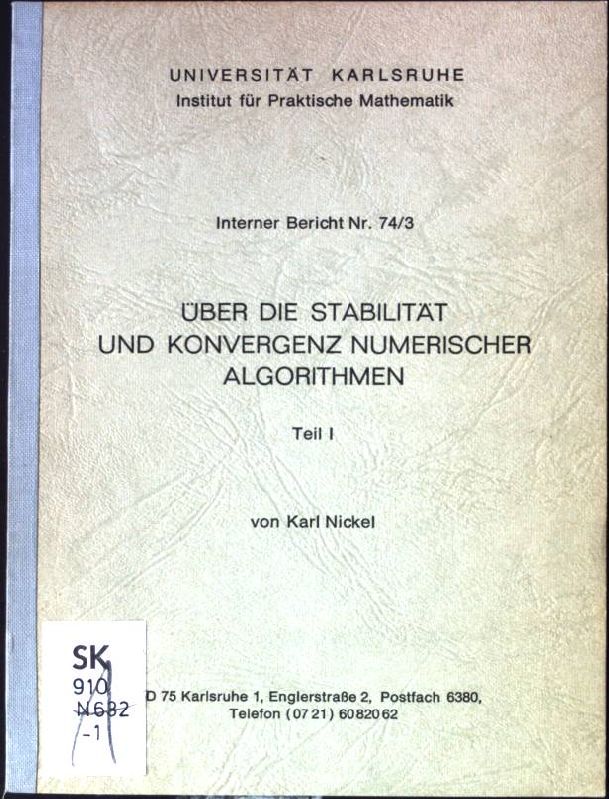 UNIVERSITÄT KARLSRUHE
Institut für Praktische Mathematik
Interner Bericht Nr. 74/3
ÜBER DIE STABILITÄT
UND KONVERGENZ NUMERISCHER
ALGORITHMEN
Teil I
von Karl Nickel
D 75 Karlsruhe 1, Englerstraße 2, Postfach 6380,
Telefon (0721) 6082062
SK
910
N632
-1